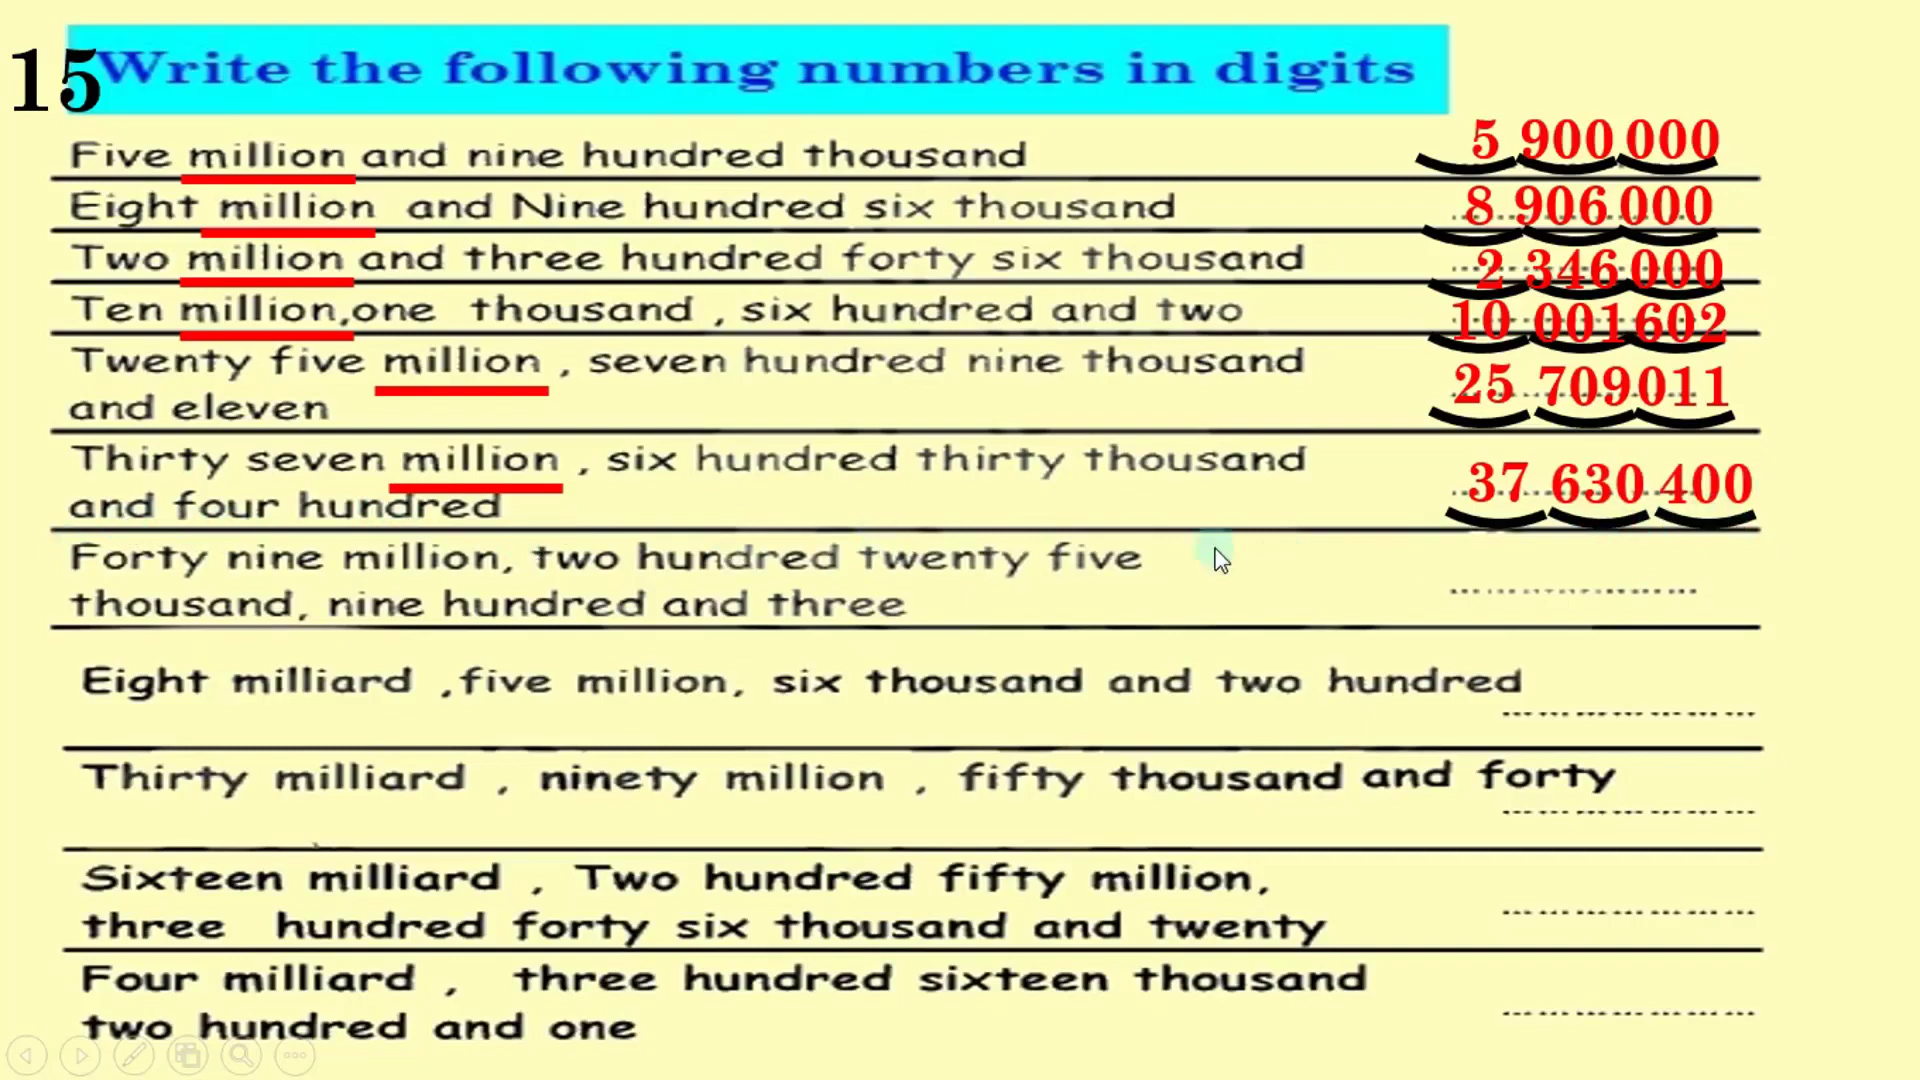 15 Write the following numbers in digits
Five million and nine hundred thousand 5 900 000
Eight million and Nine hundred six thousand 8 906 000
Two million and three hundred forty six thousand 2 346 000
Ten million,one thousand , six hundred and two 10 001 602
Twenty five million , seven hundred nine thousand 25 709 011
and eleven
Thirty seven million , six hundred thirty thousand 37 630 400
and four hundred
Forty nine million, two hundred twenty five
thousand, nine hundred and three
Eight milliard ,five million, six thousand and two hundred
Thirty milliard , ninety million , fifty thousand and forty
Sixteen milliard , Two hundred fifty million,
three hundred forty six thousand and twenty
Four milliard , three hundred sixteen thousand
two hundred and one